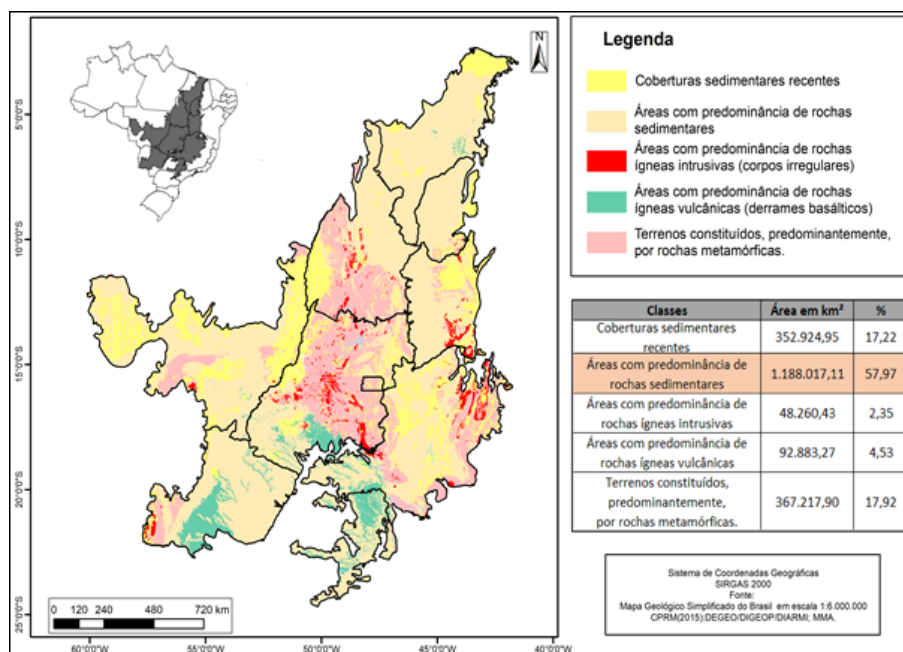 N
5°0'0"S
10°0'0"S
15°0'0"S
20°0'0"S
25°0'0"S
0 120 240 480 720 km
60°0'0"W
55°0'0"W
50°0'0"W
45°0'0"W
40°0'0"W
Legenda
Coberturas sedimentares recentes
Áreas com predominância de rochas
sedimentares
Áreas com predominância de rochas
ígneas intrusivas (corpos irregulares)
Áreas com predominância de rochas
ígneas vulcânicas (derrames basálticos)
Terrenos constituídos, predominantemente,
por rochas metamórficas.
Classes Área em km² %
Coberturas sedimentares
recentes
352.924,95 17,22
Áreas com predominância de
rochas sedimentares
1.188.017,11 57,97
Áreas com predominância de
rochas ígneas intrusivas
48.260,43 2,35
Áreas com predominância de
rochas ígneas vulcânicas
92.883,27 4,53
Terrenos constituídos,
predominantemente,
por rochas metamórficas.
367.217,90 17,92
Sistema de Coordenadas Geográficas
SIRGAS 2000
Fonte:
Mapa Geológico Simplificado do Brasil em escala 1:6.000.000
CPRM(2015):DEGEO/DIGEOP/DIARMI; MMA.